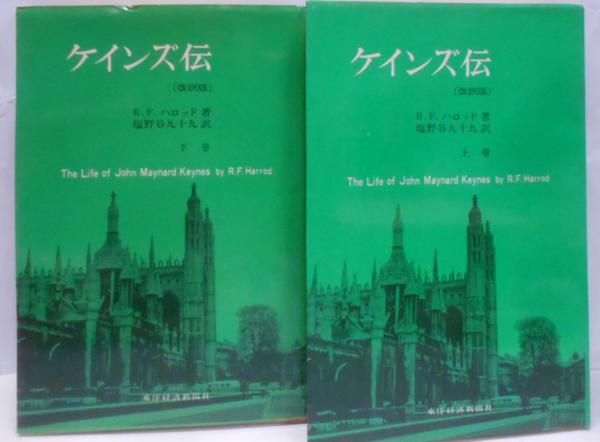 ケインズ伝
〔改訳版〕
R.F.ハロッド 著
塩野谷九十九 訳
下 巻
The Life of John Maynard Keynes by R.F.Harrod
東洋経済新報社
ケインズ伝
〔改訳版〕
R.F.ハロッド 著
塩野谷九十九 訳
上 巻
The Life of John Maynard Keynes by R.F.Harrod
東洋経済新報社